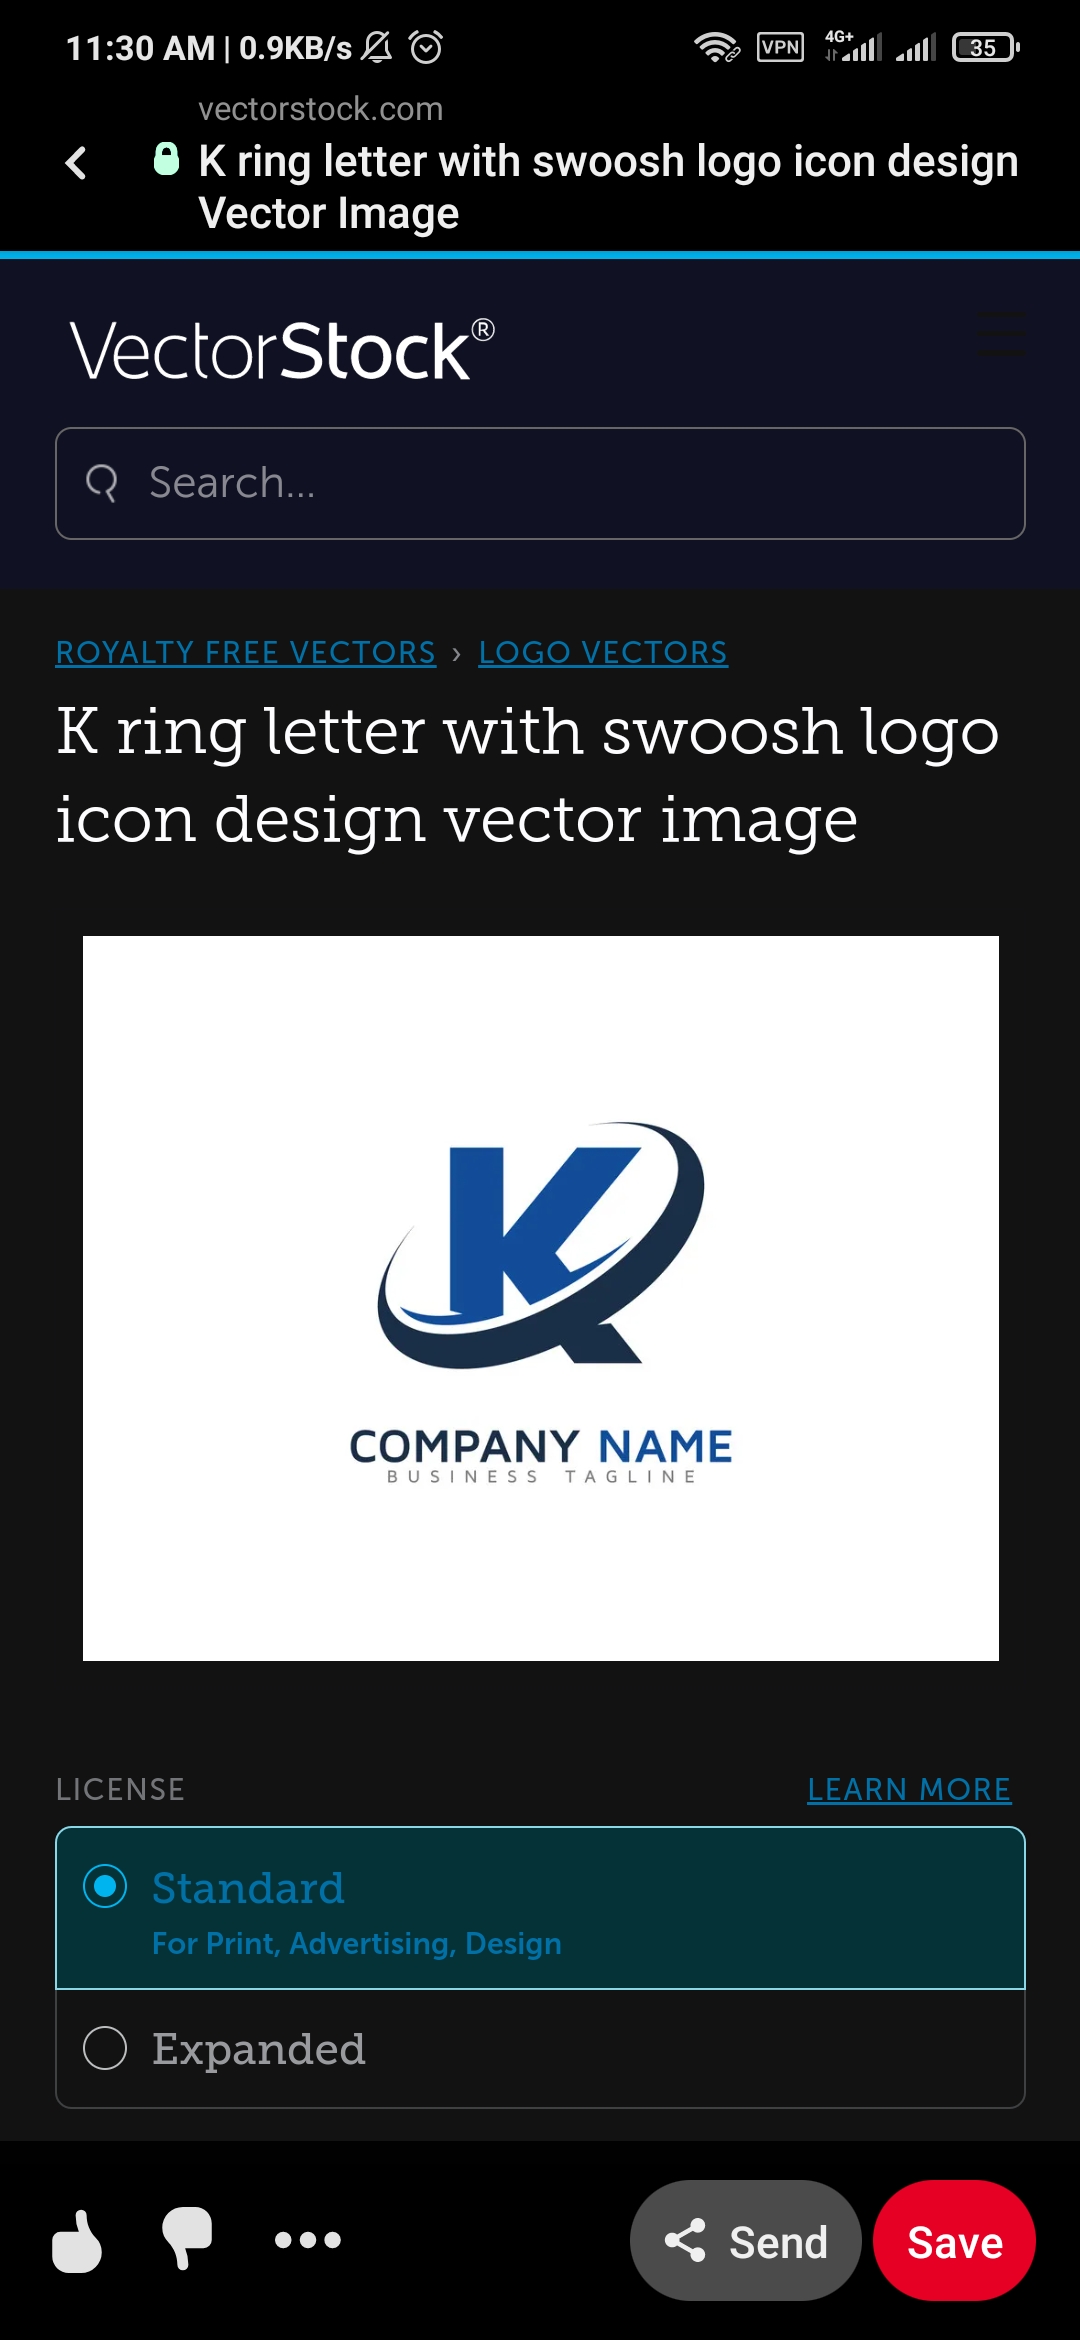 11:30 AM | 0.9KB/s
VPN
4G+
35
vectorstock.com
K ring letter with swoosh logo icon design
Vector Image
VectorStock®
Search...
ROYALTY FREE VECTORS › LOGO VECTORS
K ring letter with swoosh logo
icon design vector image
K
COMPANY NAME
BUSINESS TAGLINE
LICENSE
LEARN MORE
Standard
For Print, Advertising, Design
Expanded
Send
Save